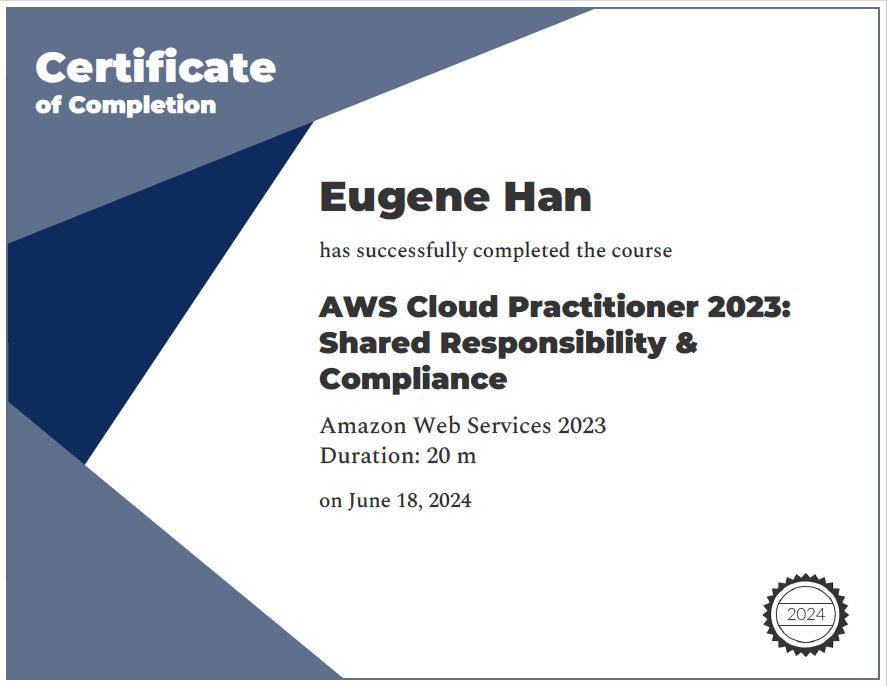 Certificate
of Completion
Eugene Han
has successfully completed the course
AWS Cloud Practitioner 2023:
Shared Responsibility &
Compliance
Amazon Web Services 2023
Duration: 20 m
on June 18, 2024
2024